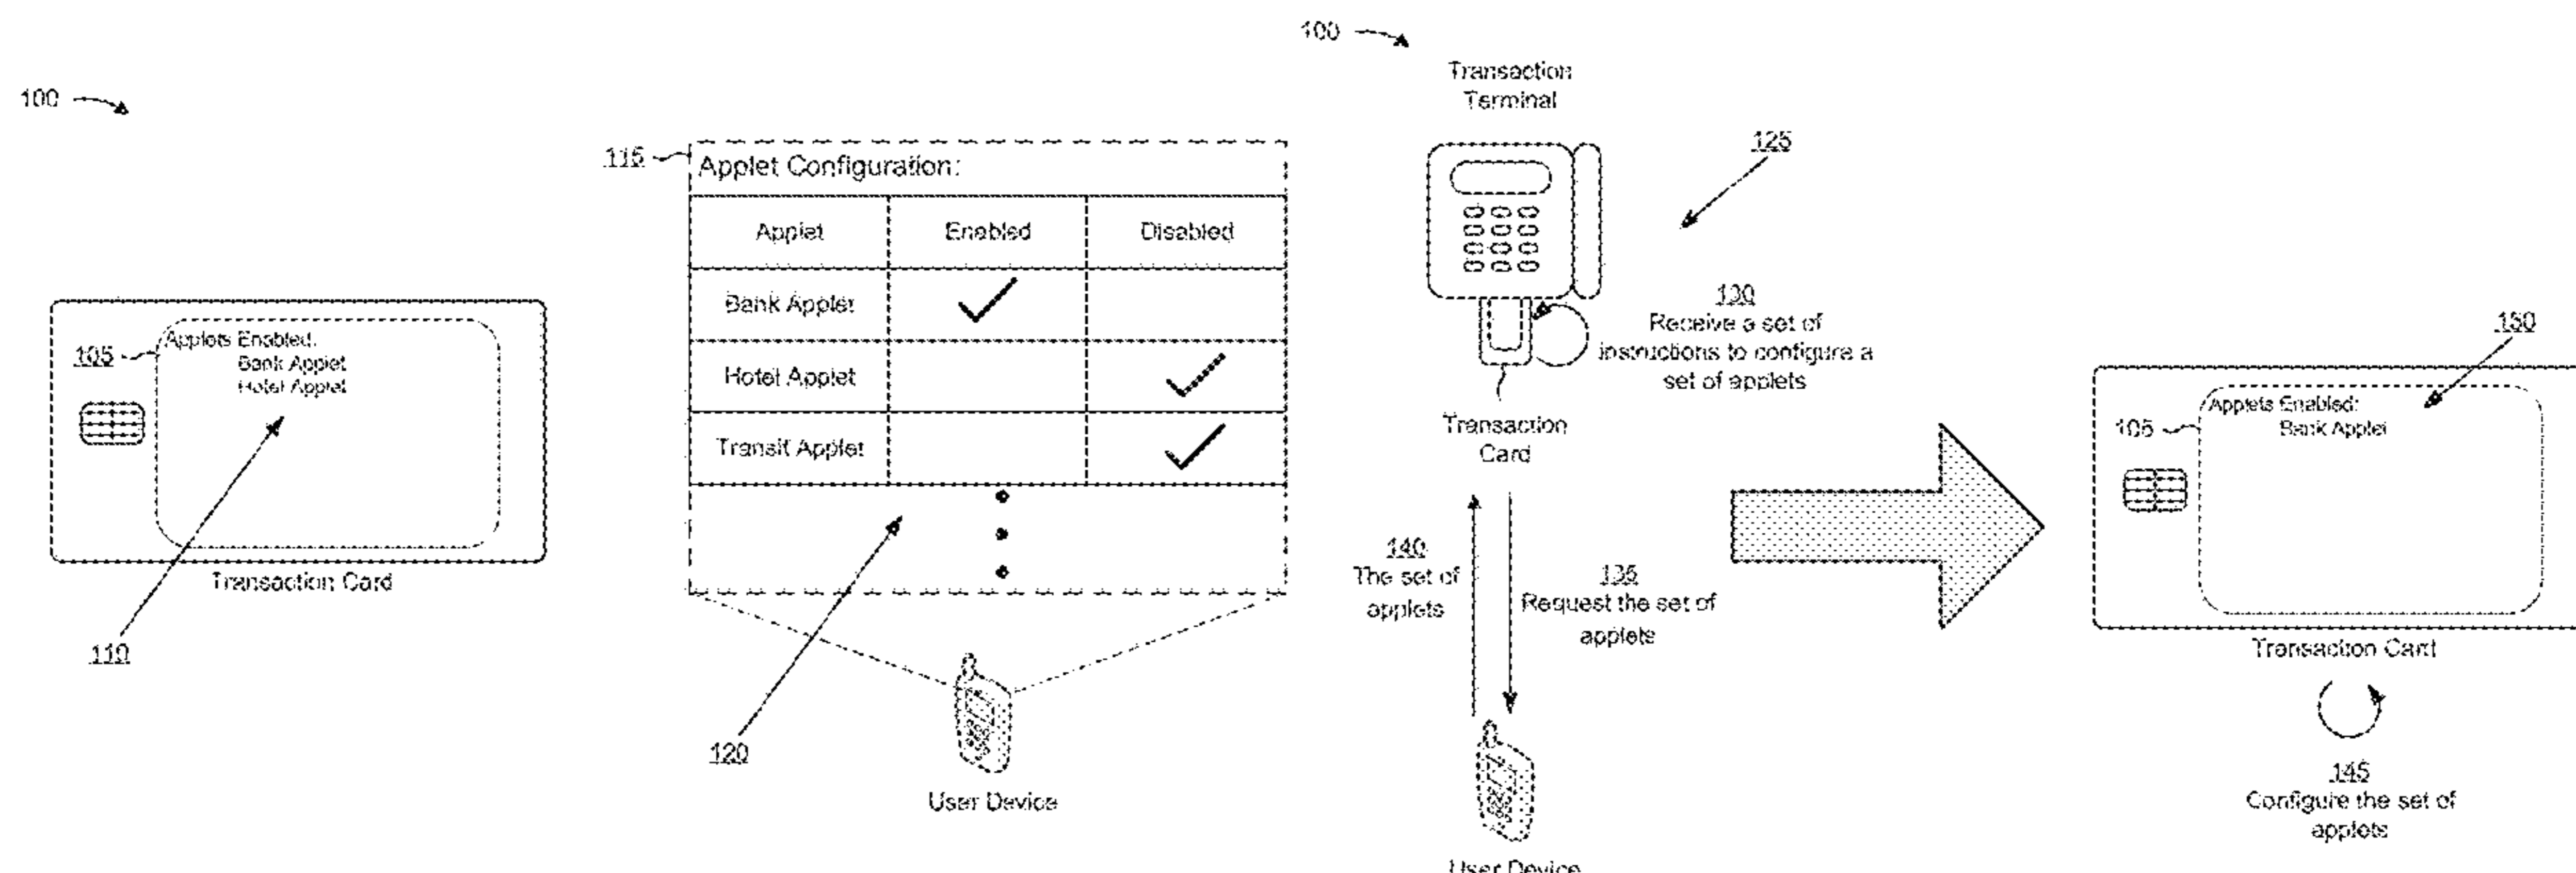 100
105
Applets Enabled:
Bank Applet
Hotel Applet
Transaction Card
110
115
Applet Configuration:
Applet Enabled Disabled
Bank Applet
Hotel Applet
Transit Applet
120
User Device
100
Transaction
Terminal
125
130
Receive a set of
instructions to configure a
set of applets
Transaction
Card
140
The set of
applets
135
Request the set of
applets
User Device
150
105
Applets Enabled:
Bank Applet
Transaction Card
145
Configure the set of
applets